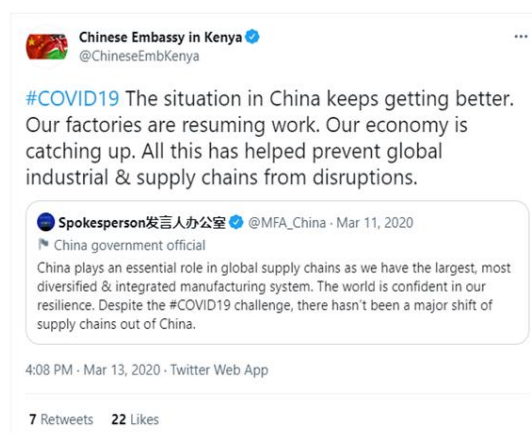 Chinese Embassy in Kenya
@ChineseEmbKenya
#COVID19 The situation in China keeps getting better.
Our factories are resuming work. Our economy is
catching up. All this has helped prevent global
industrial & supply chains from disruptions.
Spokesperson发言人办公室 @MFA_China · Mar 11, 2020
China government official
China plays an essential role in global supply chains as we have the largest, most
diversified & integrated manufacturing system. The world is confident in our
resilience. Despite the #COVID19 challenge, there hasn't been a major shift of
supply chains out of China.
4:08 PM · Mar 13, 2020 · Twitter Web App
7 Retweets 22 Likes